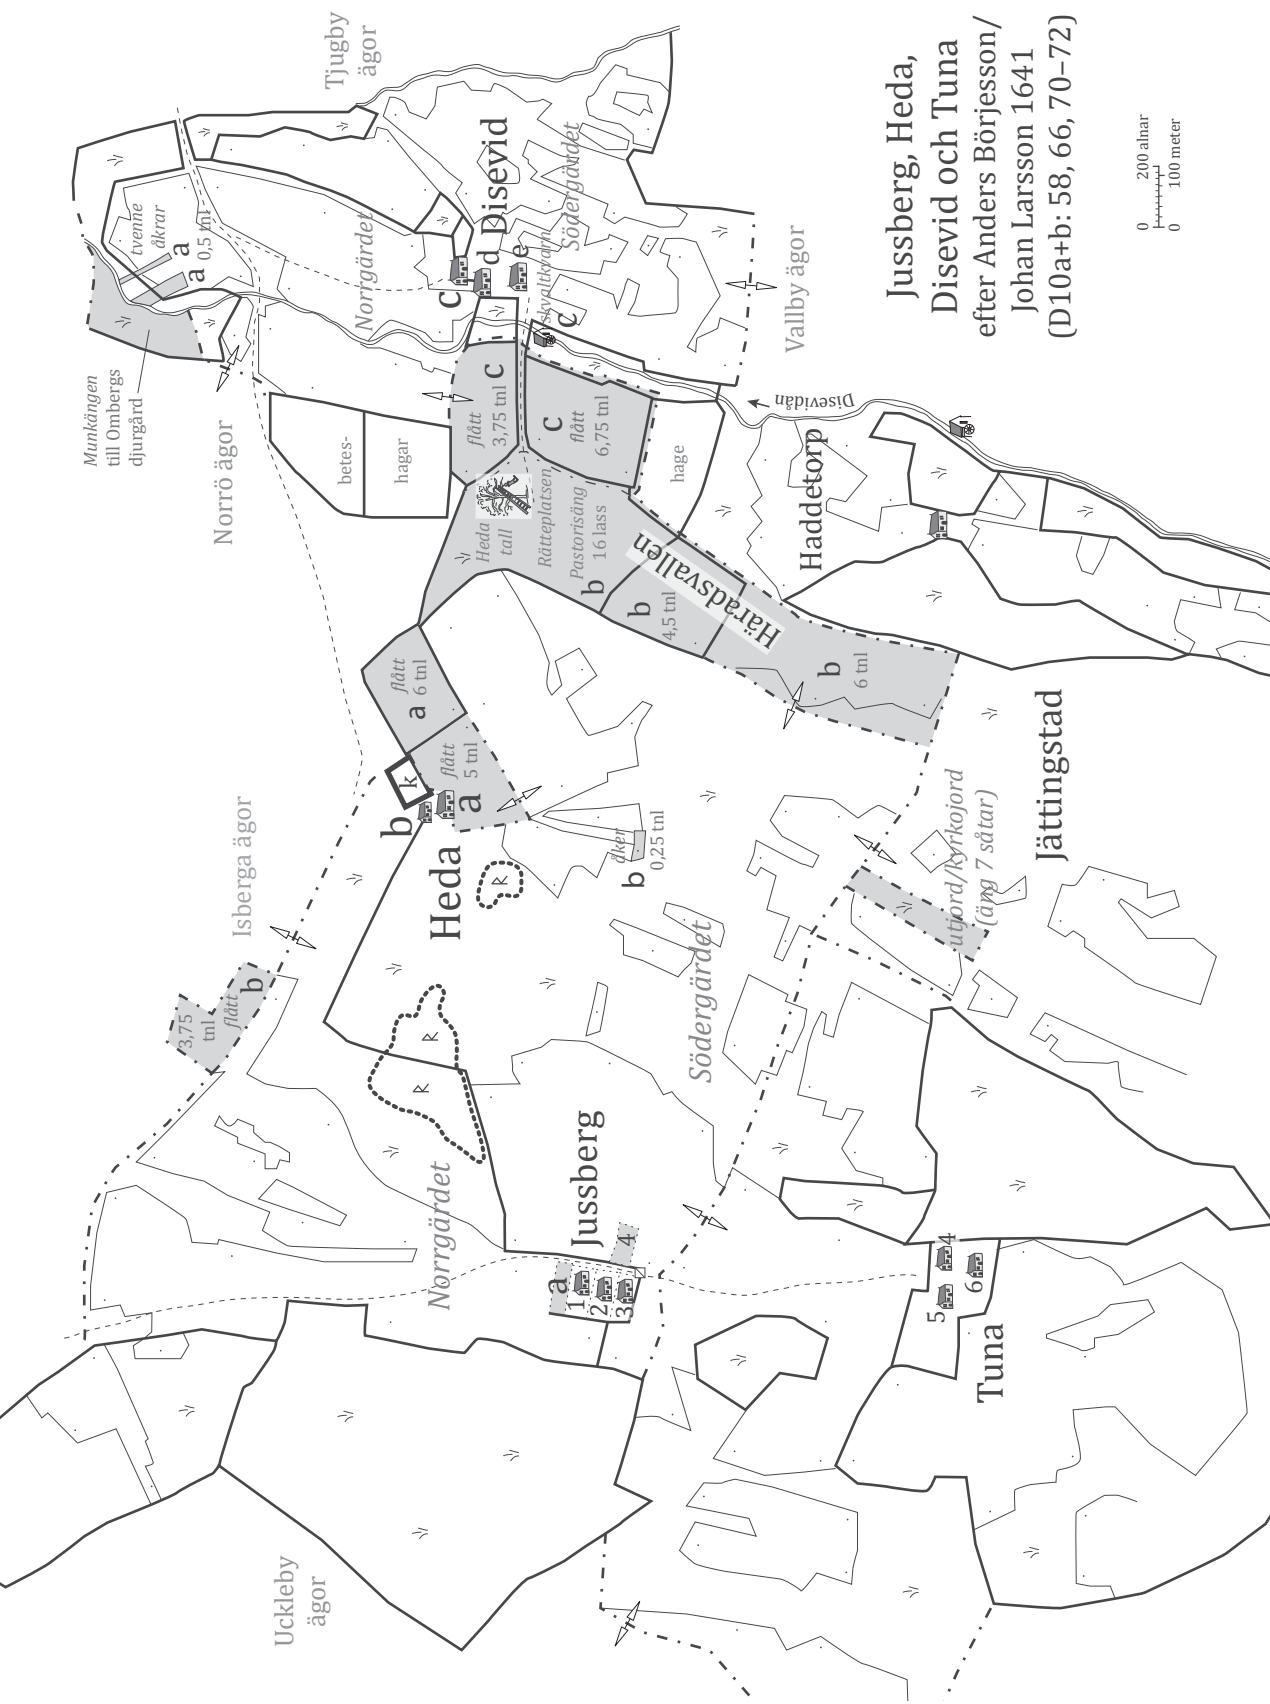 Jussberg, Heda,
Disevid och Tuna
efter Anders Börjesson/
Johan Larsson 1641
(D10a+b: 58, 66, 70–72)
0 200 alnar
0 100 meter
Tjugby
ägor
tvenne
åkrar
a
a
0,5 tnl
Munkängen
till Ombergs
djurgård
Norrgärdet
Disevid
Södergärdet
c
d
e
skvaltkvarn
c
Vallby ägor
Norrö ägor
betes-
hagar
flått
3,75 tnl
c
c
flått
6,75 tnl
hage
Disevidån
Haddetorp
Heda
tall
Rätteplatsen
Pastorisäng
16 lass
b
b
4,5 tnl
Häradsvallen
b
6 tnl
flått
6 tnl
a
flått
5 tnl
k
a
b
Heda
R
åker
b
0,25 tnl
Isberga ägor
3,75
tnl
flått
b
R
R
Jättingstad
utjord/kyrkojord
(äng 7 såtar)
Södergärdet
Norrgärdet
Jussberg
a
1
2
3
4
4
5
6
Tuna
Uckleby
ägor